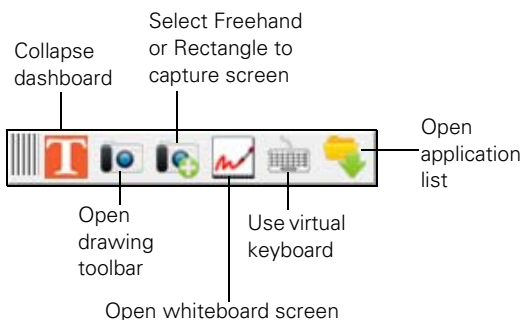 Select Freehand
or Rectangle to
capture screen
Collapse
dashboard
T
Open
application
list
Open
drawing
toolbar
Use virtual
keyboard
Open whiteboard screen